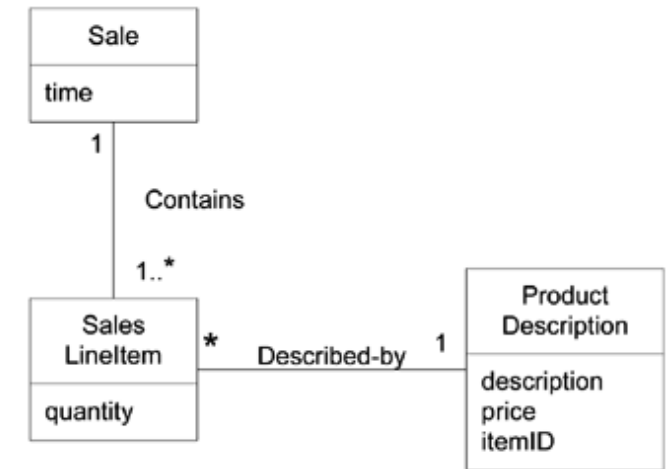 Sale
time
1
Contains
1..*
Sales
LineItem
quantity
*
Described-by
1
Product
Description
description
price
itemID